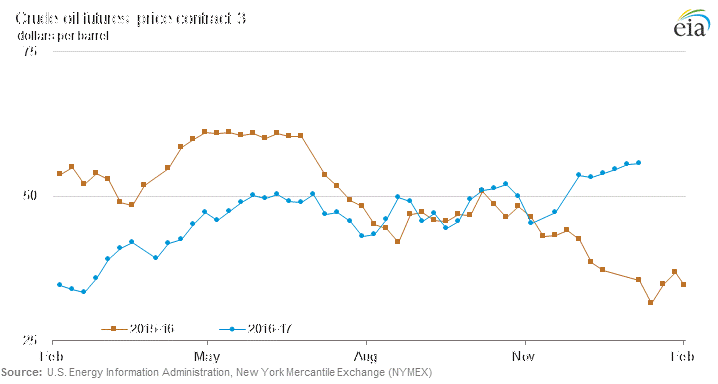 Crude oil futures price contract 3
dollars per barrel
eia
75
50
25
2015-16
2016-17
Feb
May
Aug
Nov
Feb
Source: U.S. Energy Information Administration, New York Mercantile Exchange (NYMEX)